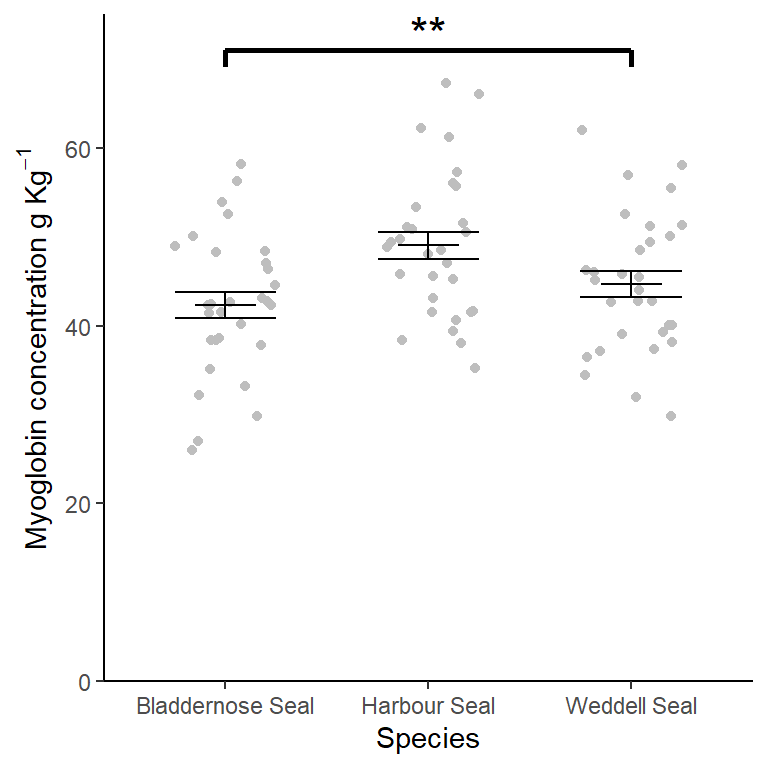 **
Myoglobin concentration g Kg⁻¹
60
40
20
0
Bladdernose Seal
Harbour Seal
Weddell Seal
Species